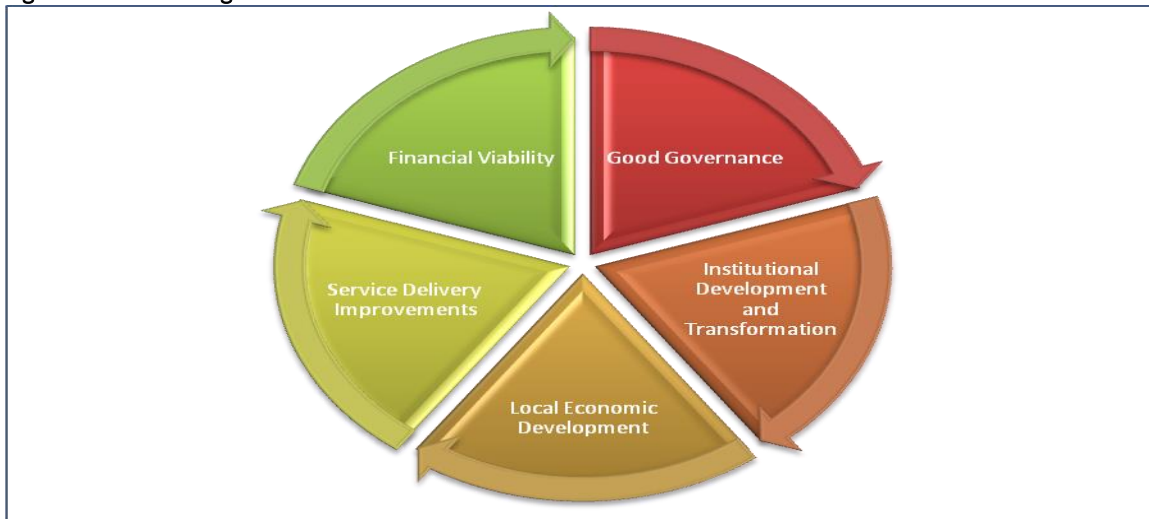 Financial Viability
Good Governance
Institutional
Development
and
Transformation
Local Economic
Development
Service Delivery
Improvements